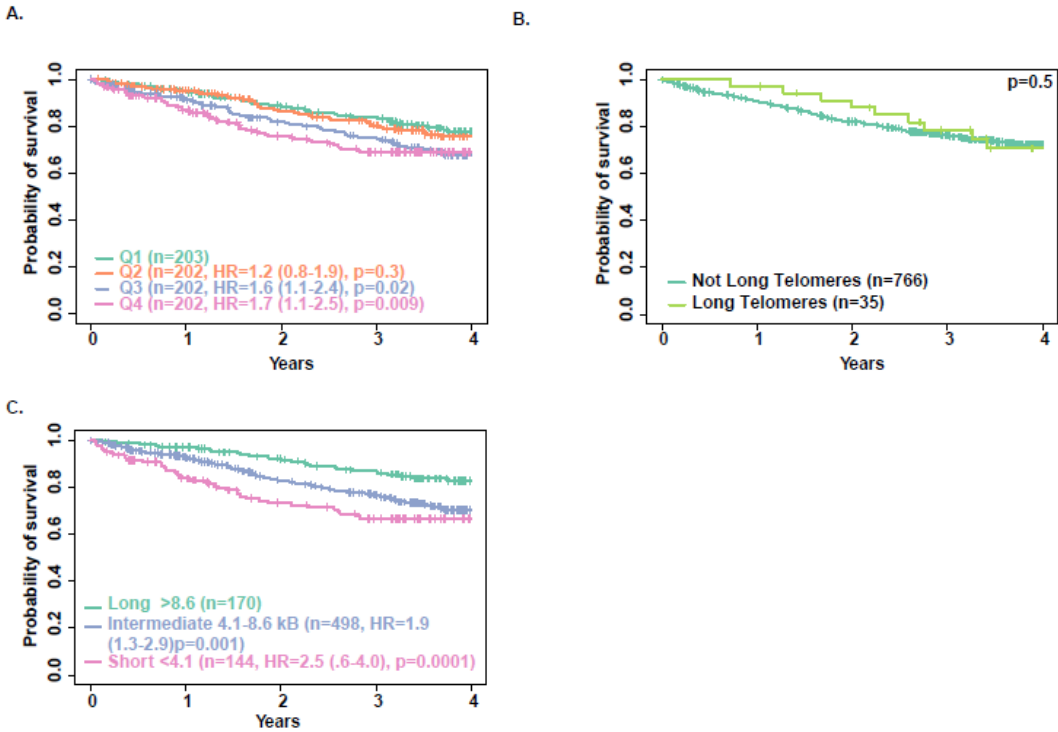 A.
Probability of survival
1.0
0.8
0.6
0.4
0.2
0.0
Q1 (n=203)
Q2 (n=202, HR=1.2 (0.8-1.9), p=0.3)
Q3 (n=202, HR=1.6 (1.1-2.4), p=0.02)
Q4 (n=202, HR=1.7 (1.1-2.5), p=0.009)
0 1 2 3 4
Years
B.
Probability of survival
1.0
0.8
0.6
0.4
0.2
0.0
p=0.5
Not Long Telomeres (n=766)
Long Telomeres (n=35)
0 1 2 3 4
Years
C.
Probability of survival
1.0
0.8
0.6
0.4
0.2
0.0
Long >8.6 (n=170)
Intermediate 4.1-8.6 kB (n=498, HR=1.9
(1.3-2.9)p=0.001)
Short <4.1 (n=144, HR=2.5 (.6-4.0), p=0.0001)
0 1 2 3 4
Years